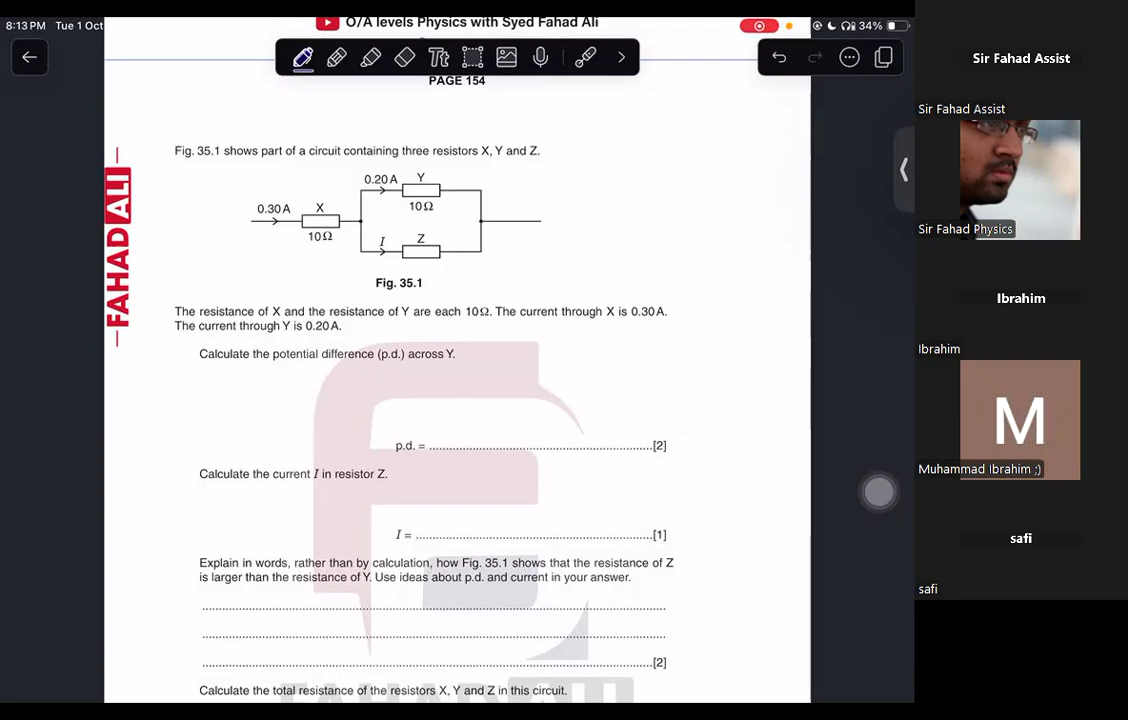 8:13 PM Tue 1 Oct
O/A levels Physics with Syed Fahad Ali
34%
Tt
PAGE 154
FAHAD ALI
Fig. 35.1 shows part of a circuit containing three resistors X, Y and Z.
0.20 A Y
10 Ω
0.30 A X
10 Ω
I Z
Fig. 35.1
The resistance of X and the resistance of Y are each 10 Ω. The current through X is 0.30 A.
The current through Y is 0.20 A.
Calculate the potential difference (p.d.) across Y.
p.d. = ............................................................[2]
Calculate the current I in resistor Z.
I = ...............................................................[1]
Explain in words, rather than by calculation, how Fig. 35.1 shows that the resistance of Z
is larger than the resistance of Y. Use ideas about p.d. and current in your answer.
..........................................................................................
..........................................................................................
......................................................................................[2]
Calculate the total resistance of the resistors X, Y and Z in this circuit.
Sir Fahad Assist
Sir Fahad Assist
Sir Fahad Physics
Ibrahim
Ibrahim
M
Muhammad Ibrahim ;)
safi
safi